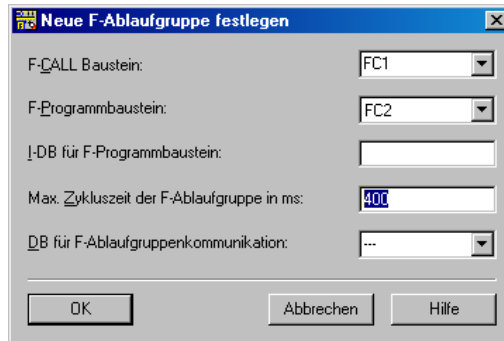 Neue F-Ablaufgruppe festlegen
F-CALL Baustein: FC1
F-Programmbaustein: FC2
I-DB für F-Programmbaustein:
Max. Zykluszeit der F-Ablaufgruppe in ms: 400
DB für F-Ablaufgruppenkommunikation: ---
OK Abbrechen Hilfe